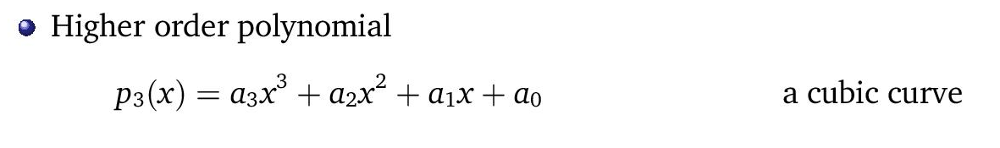 Higher order polynomial
p₃(x) = a₃x³ + a₂x² + a₁x + a₀ a cubic curve